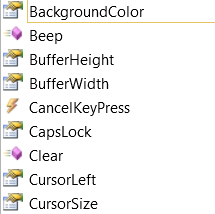 BackgroundColor
Beep
BufferHeight
BufferWidth
CancelKeyPress
CapsLock
Clear
CursorLeft
CursorSize